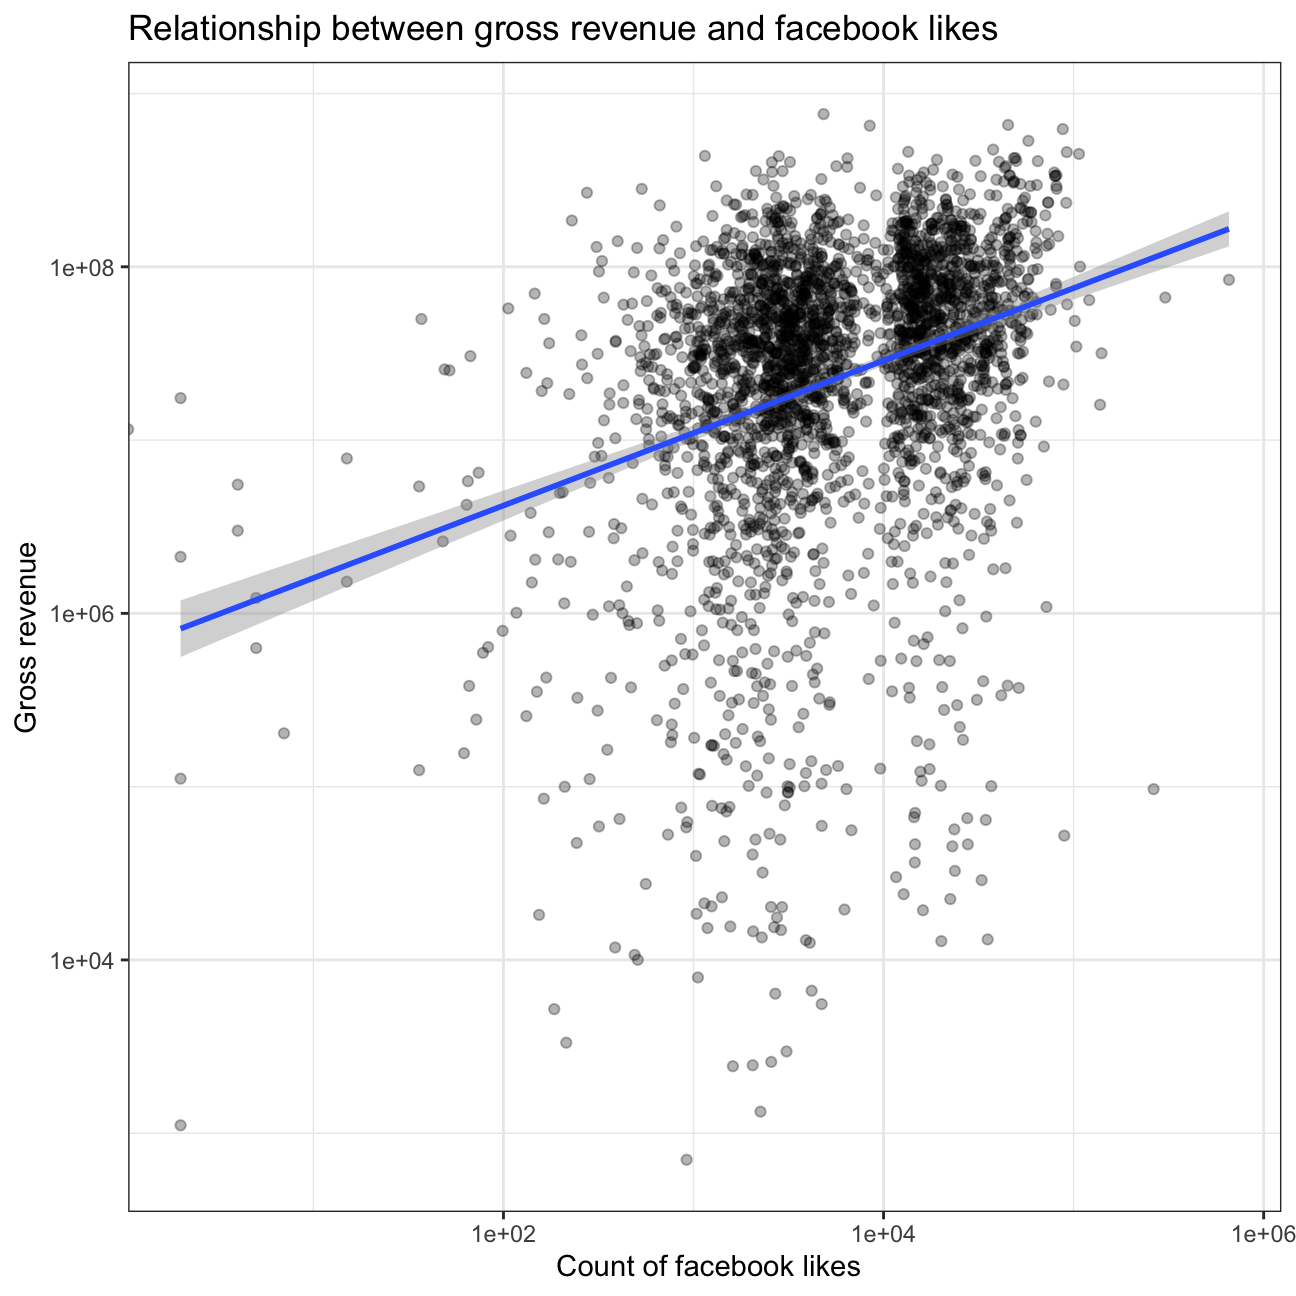 Relationship between gross revenue and facebook likes
Gross revenue
1e+08
1e+06
1e+04
1e+02
1e+04
1e+06
Count of facebook likes